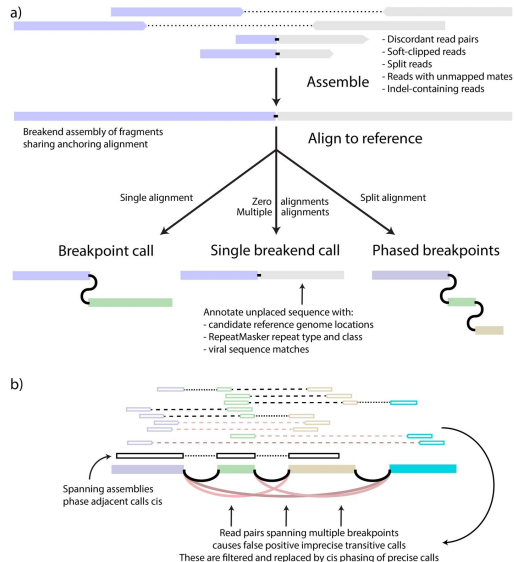 a)
- Discordant read pairs
- Soft-clipped reads
- Split reads
- Reads with unmapped mates
- Indel-containing reads
Assemble
Breakend assembly of fragments
sharing anchoring alignment
Align to reference
Single alignment
Zero alignments
Multiple alignments
Split alignment
Breakpoint call
Single breakend call
Phased breakpoints
Annotate unplaced sequence with:
- candidate reference genome locations
- RepeatMasker repeat type and class
- viral sequence matches
b)
Spanning assemblies
phase adjacent calls cis
Read pairs spanning multiple breakpoints
causes false positive imprecise transitive calls
These are filtered and replaced by cis phasing of precise calls